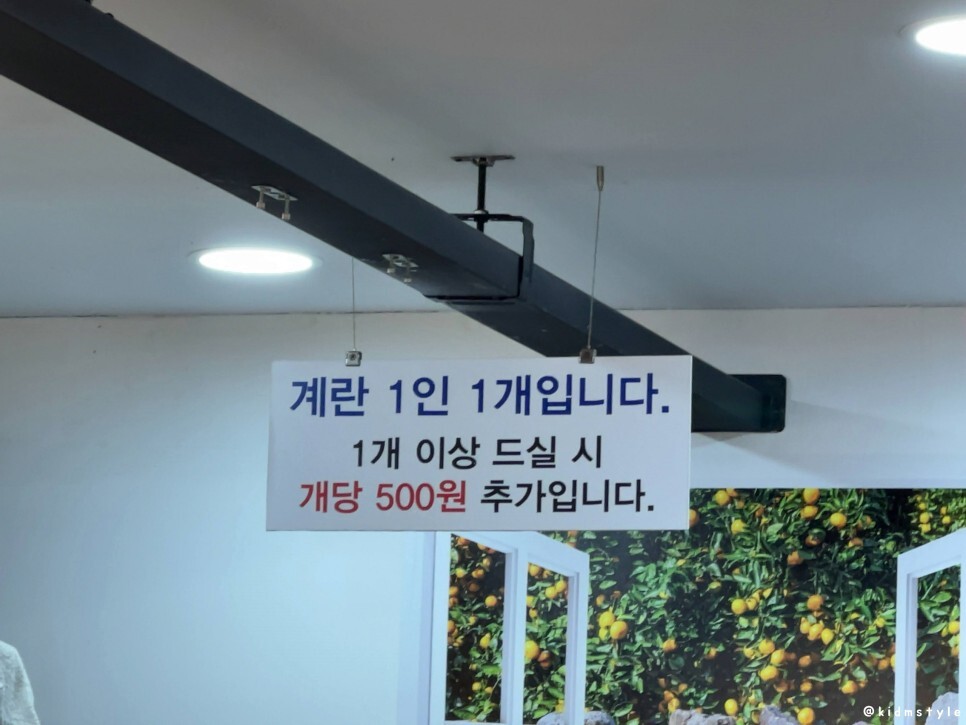 계란 1인 1개입니다.
1개 이상 드실 시
개당 500원 추가입니다.
@kidmstyle